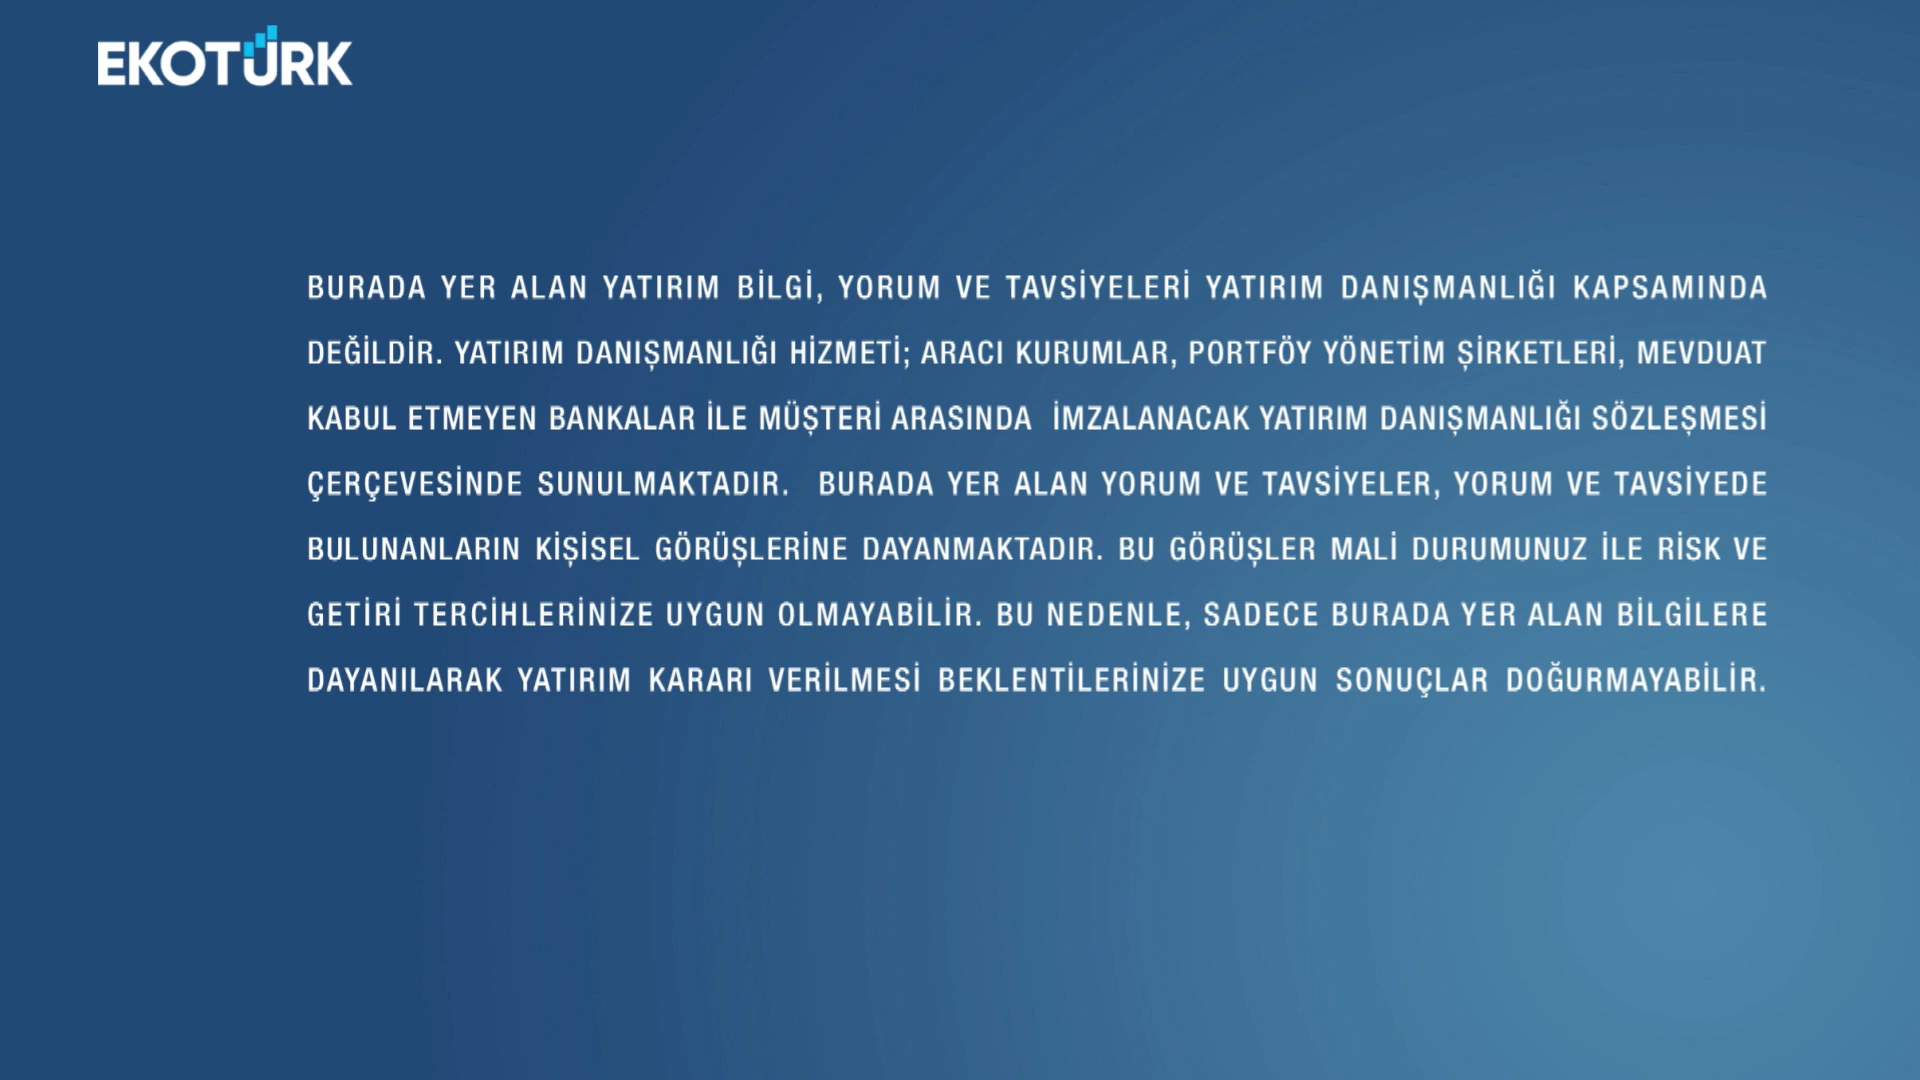 EKOTÜRK
BURADA YER ALAN YATIRIM BİLGİ, YORUM VE TAVSİYELERİ YATIRIM DANIŞMANLIĞI KAPSAMINDA
DEĞİLDİR. YATIRIM DANIŞMANLIĞI HİZMETİ; ARACI KURUMLAR, PORTFÖY YÖNETİM ŞİRKETLERİ, MEVDUAT
KABUL ETMEYEN BANKALAR İLE MÜŞTERİ ARASINDA İMZALANACAK YATIRIM DANIŞMANLIĞI SÖZLEŞMESİ
ÇERÇEVESİNDE SUNULMAKTADIR. BURADA YER ALAN YORUM VE TAVSİYELER, YORUM VE TAVSİYEDE
BULUNANLARIN KİŞİSEL GÖRÜŞLERİNE DAYANMAKTADIR. BU GÖRÜŞLER MALİ DURUMUNUZ İLE RİSK VE
GETİRİ TERCİHLERİNİZE UYGUN OLMAYABİLİR. BU NEDENLE, SADECE BURADA YER ALAN BİLGİLERE
DAYANILARAK YATIRIM KARARI VERİLMESİ BEKLENTİLERİNİZE UYGUN SONUÇLAR DOĞURMAYABİLİR.